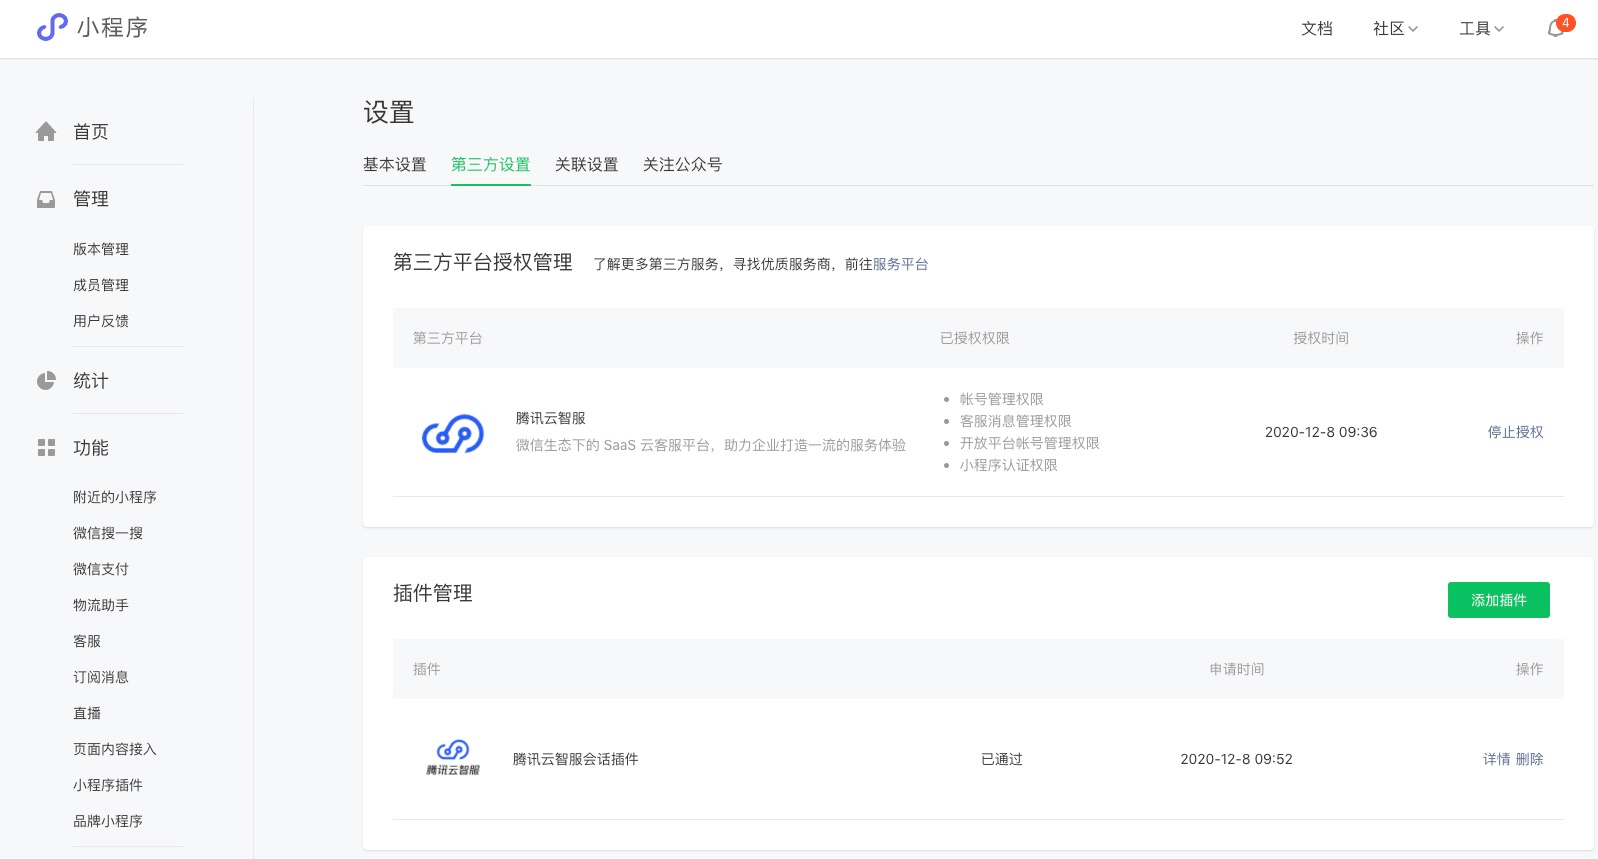 小程序
文档
社区
工具
4
首页
管理
版本管理
成员管理
用户反馈
统计
功能
附近的小程序
微信搜一搜
微信支付
物流助手
客服
订阅消息
直播
页面内容接入
小程序插件
品牌小程序
设置
基本设置 第三方设置 关联设置 关注公众号
第三方平台授权管理 了解更多第三方服务，寻找优质服务商，前往服务平台
第三方平台 已授权权限 授权时间 操作
腾讯云智服
微信生态下的 SaaS 云客服平台，助力企业打造一流的服务体验
帐号管理权限
客服消息管理权限
开放平台帐号管理权限
小程序认证权限
2020-12-8 09:36
停止授权
插件管理
添加插件
插件 申请时间 操作
腾讯云智服
腾讯云智服会话插件 已通过 2020-12-8 09:52 详情 删除